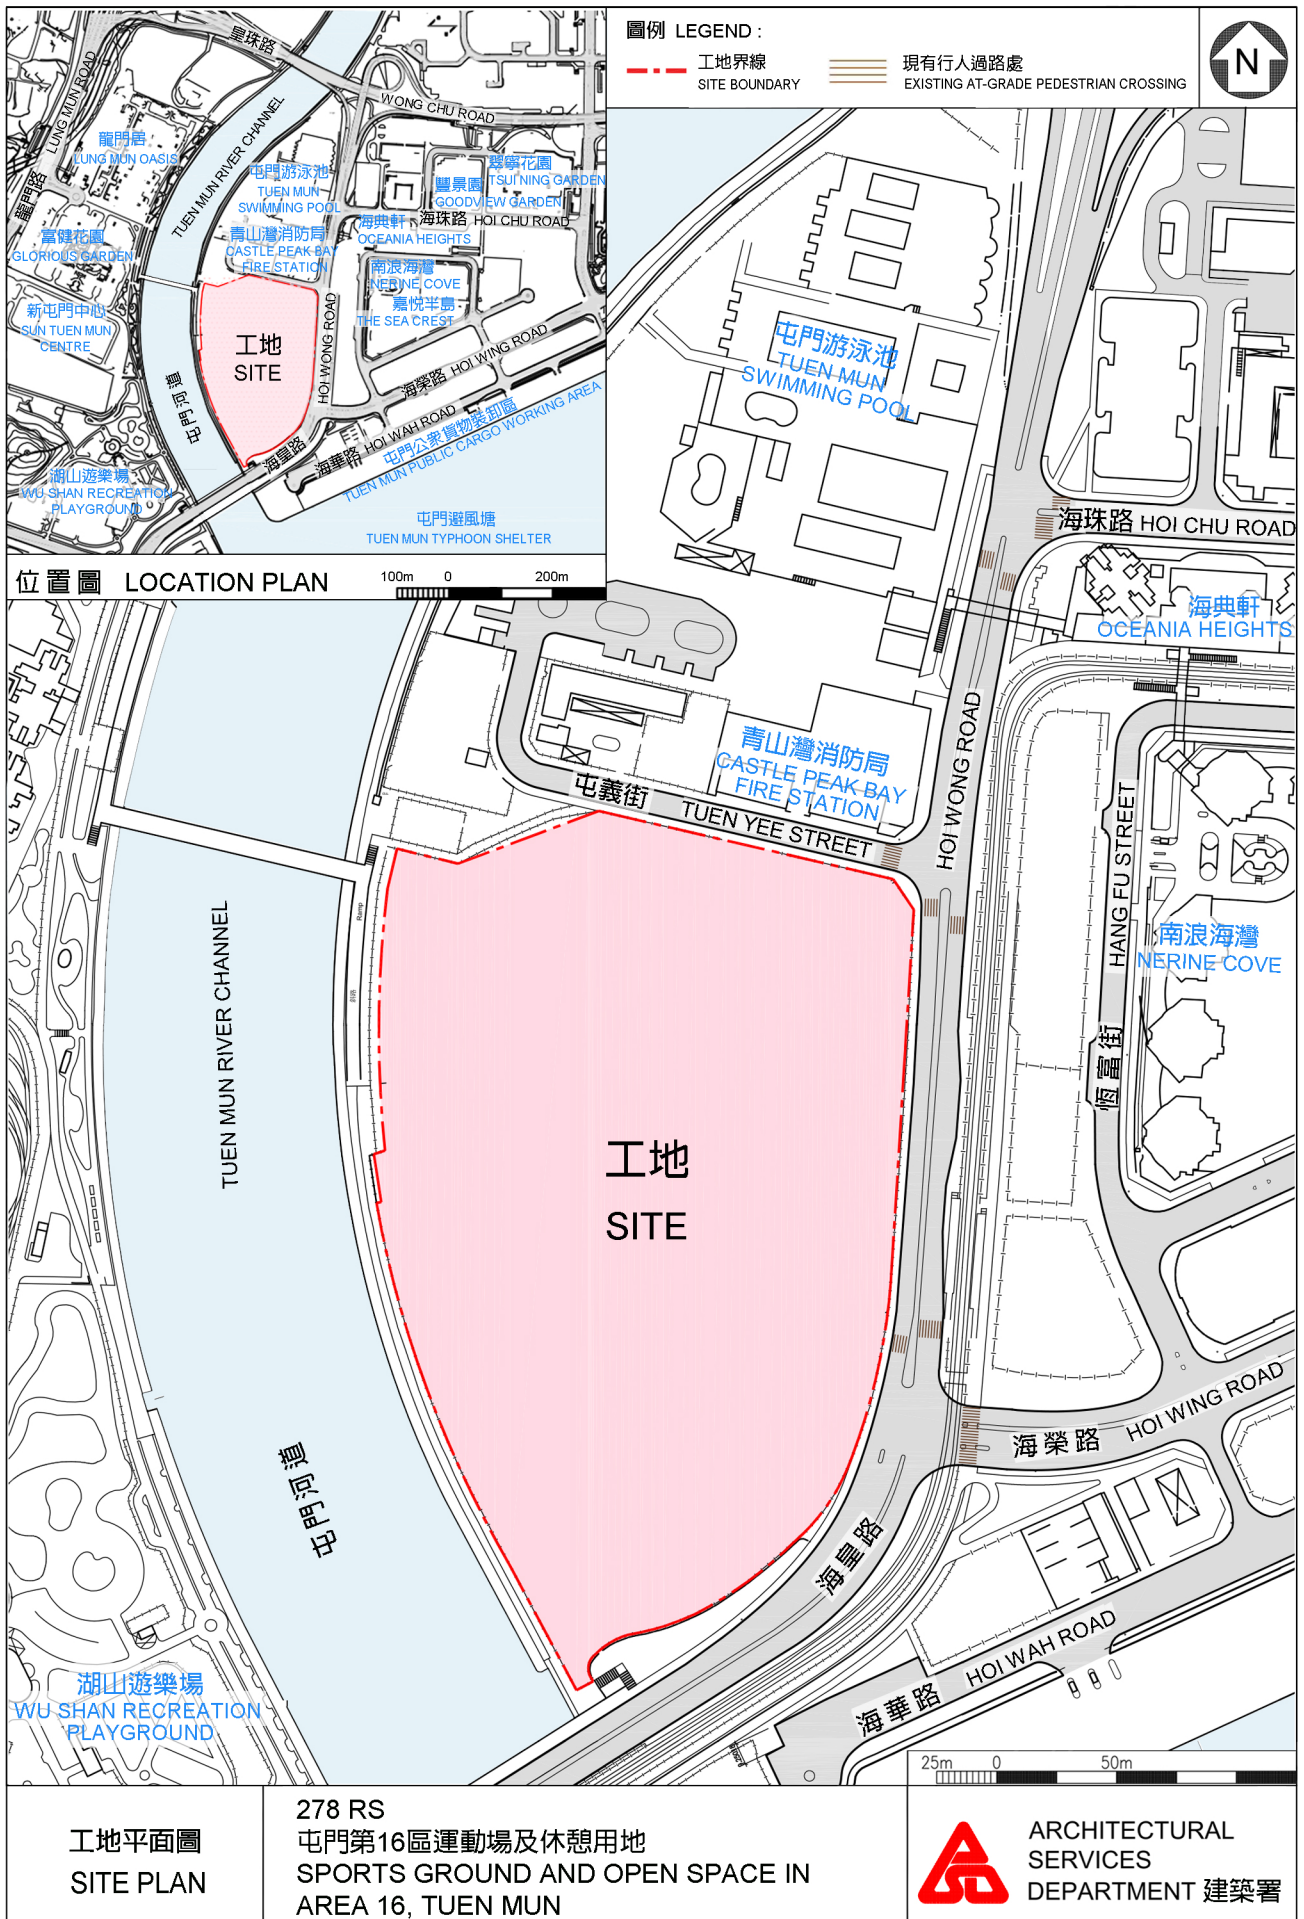 圖例 LEGEND :
工地界線
SITE BOUNDARY
現有行人過路處
EXISTING AT-GRADE PEDESTRIAN CROSSING
N
皇珠路
WONG CHU ROAD
LUNG MUN ROAD
龍門路
龍門居
LUNG MUN OASIS
TUEN MUN RIVER CHANNEL
屯門游泳池
TUEN MUN
SWIMMING POOL
翠寧花園
TSUI NING GARDEN
豐景園
GOODVIEW GARDEN
海珠路 HOI CHU ROAD
海典軒
OCEANIA HEIGHTS
富健花園
GLORIOUS GARDEN
青山灣消防局
CASTLE PEAK BAY
FIRE STATION
南浪海灣
NERINE COVE
嘉悦半島
THE SEA CREST
新屯門中心
SUN TUEN MUN
CENTRE
工地
SITE
HOI WONG ROAD
海榮路 HOI WING ROAD
屯門河道
海皇路
海華路 HOI WAH ROAD
屯門公衆貨物裝卸區
TUEN MUN PUBLIC CARGO WORKING AREA
湖山遊樂場
WU SHAN RECREATION
PLAYGROUND
屯門避風塘
TUEN MUN TYPHOON SHELTER
位置圖 LOCATION PLAN
100m 0 200m
屯門游泳池
TUEN MUN
SWIMMING POOL
海珠路 HOI CHU ROAD
海典軒
OCEANIA HEIGHTS
HOI WONG ROAD
青山灣消防局
CASTLE PEAK BAY
FIRE STATION
屯義街 TUEN YEE STREET
HANG FU STREET
恆富街
南浪海灣
NERINE COVE
Ramp
斜路
TUEN MUN RIVER CHANNEL
屯門河道
工地
SITE
海榮路 HOI WING ROAD
海皇路
海華路 HOI WAH ROAD
湖山遊樂場
WU SHAN RECREATION
PLAYGROUND
25m 0 50m
工地平面圖
SITE PLAN
278 RS
屯門第16區運動場及休憩用地
SPORTS GROUND AND OPEN SPACE IN
AREA 16, TUEN MUN
ARCHITECTURAL
SERVICES
DEPARTMENT 建築署